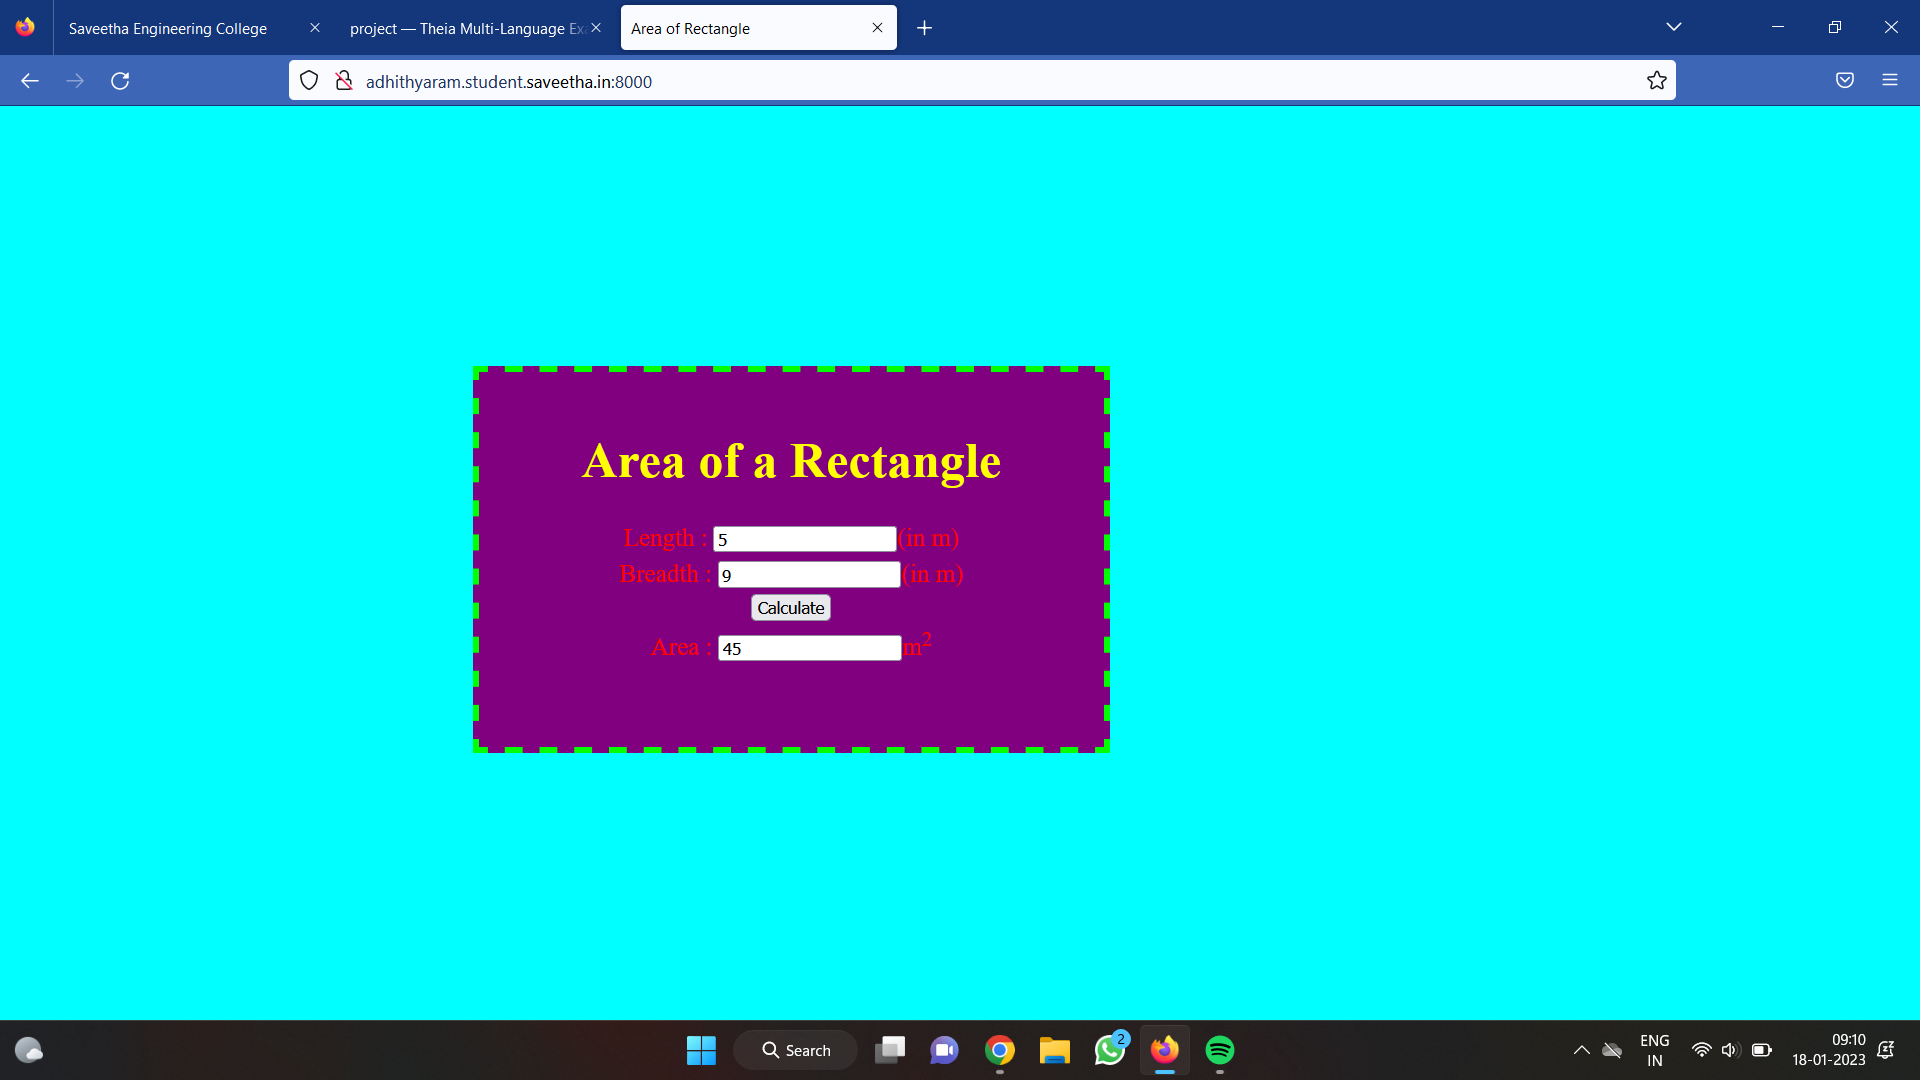 Saveetha Engineering College
project — Theia Multi-Language Ex
Area of Rectangle
adhithyaram.student.saveetha.in:8000
Area of a Rectangle
Length : 5 (in m)
Breadth : 9 (in m)
Calculate
Area : 45 m²
Search
2
ENG
IN
09:10
18-01-2023